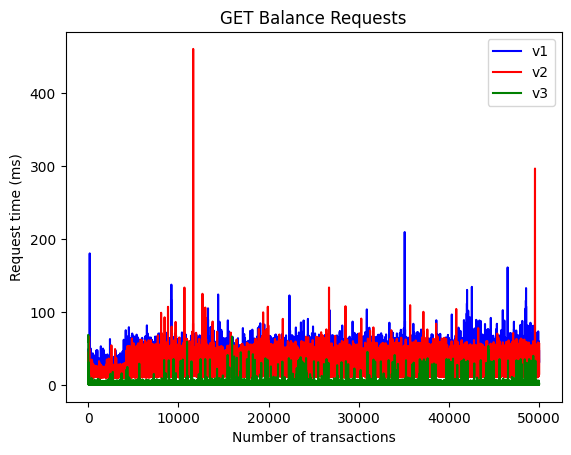 GET Balance Requests
v1
v2
v3
Request time (ms)
400
300
200
100
0
0
10000
20000
30000
40000
50000
Number of transactions